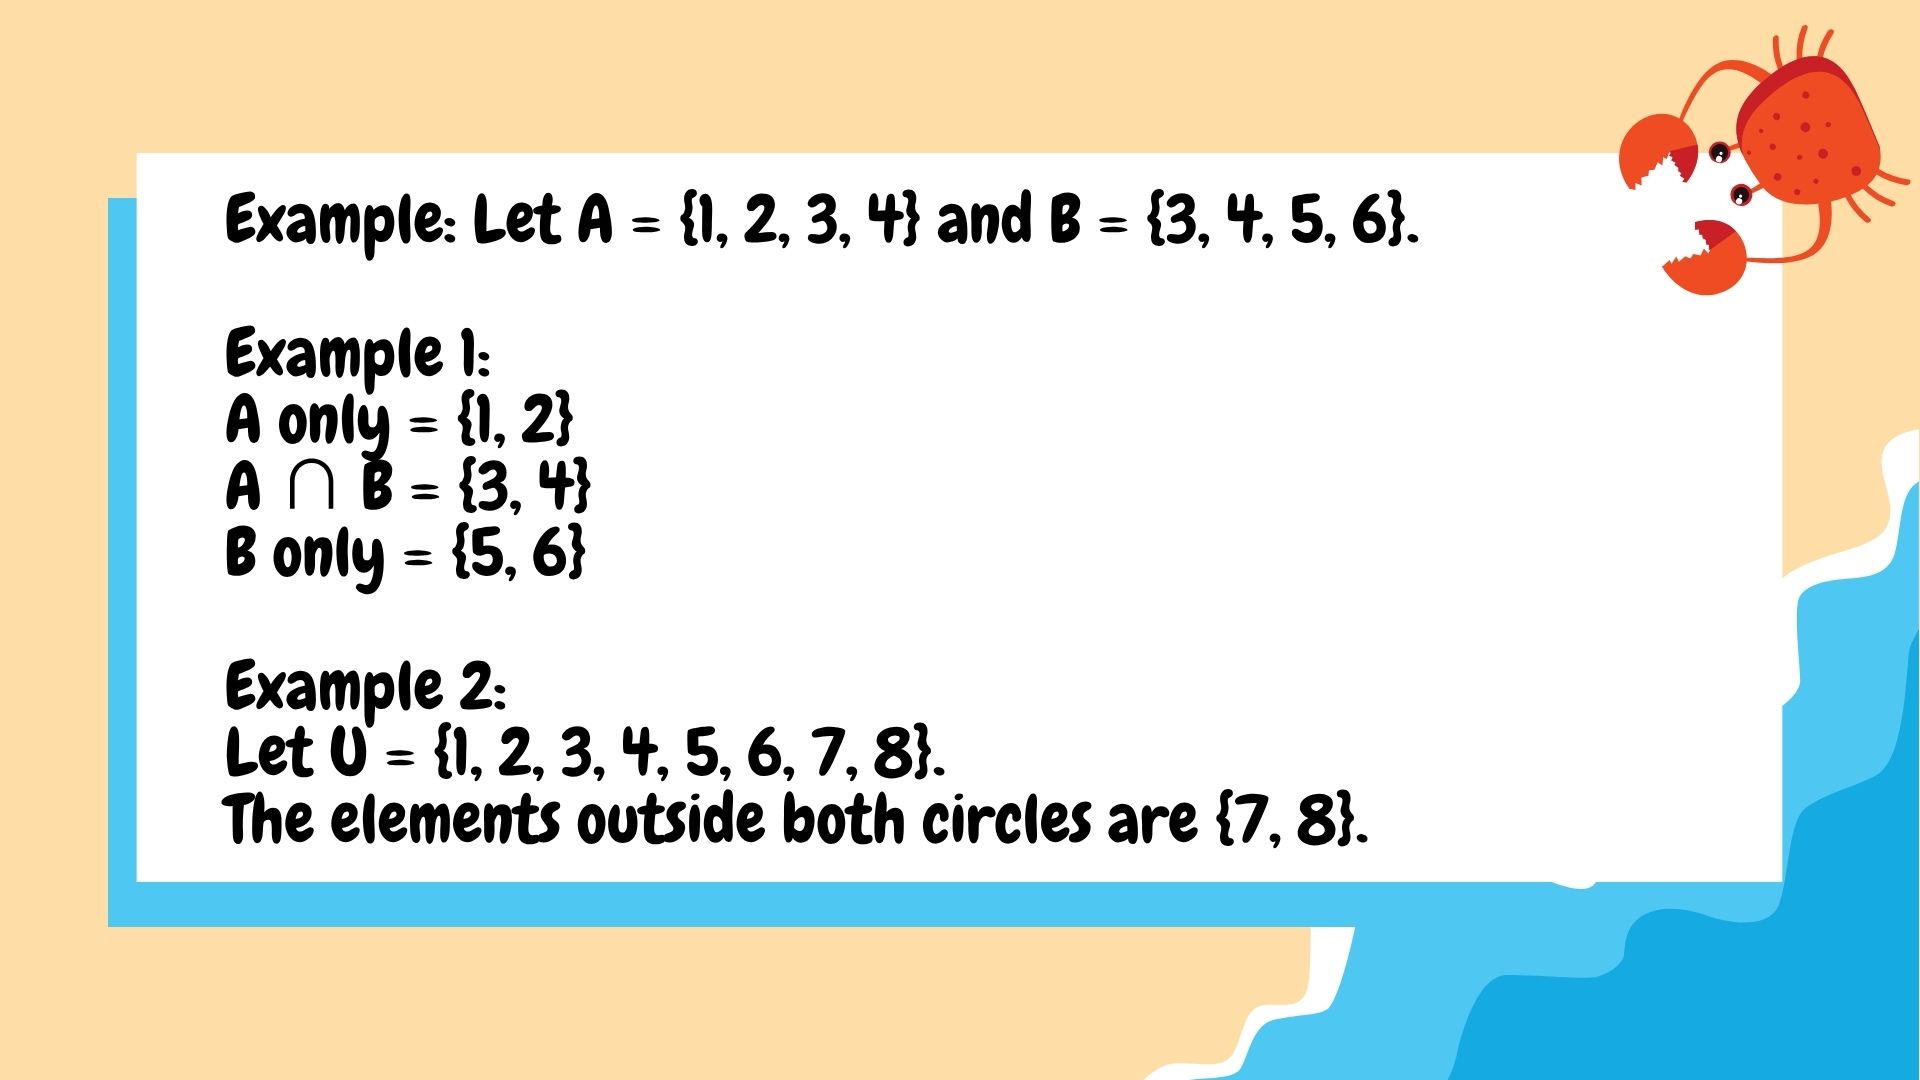 Example: Let A = {1, 2, 3, 4} and B = {3, 4, 5, 6}.
Example 1:
A only = {1, 2}
A ∩ B = {3, 4}
B only = {5, 6}
Example 2:
Let U = {1, 2, 3, 4, 5, 6, 7, 8}.
The elements outside both circles are {7, 8}.